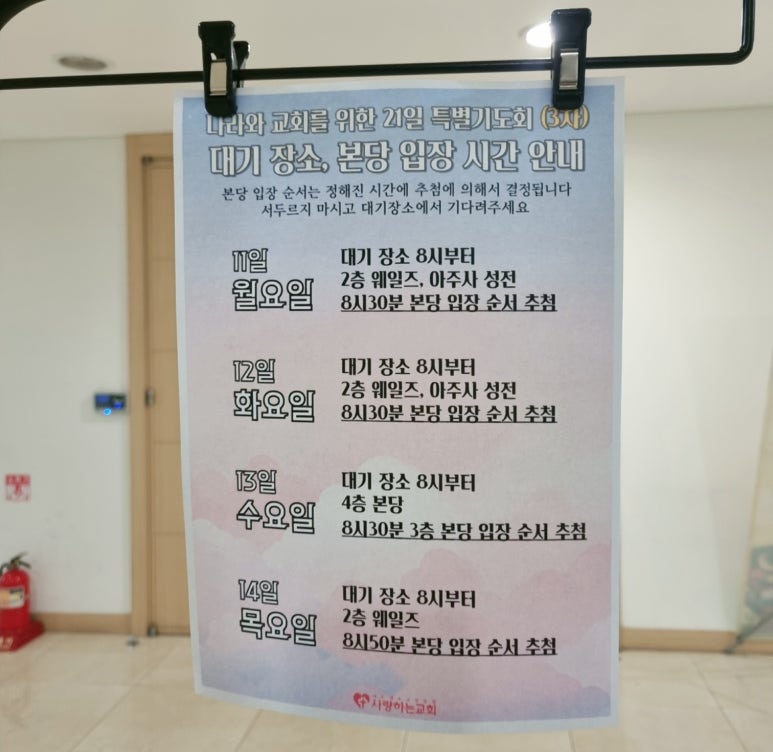 나라와 교회를 위한 21일 특별기도회 (3차)
대기 장소, 본당 입장 시간 안내
본당 입장 순서는 정해진 시간에 추첨에 의해서 결정됩니다
서두르지 마시고 대기장소에서 기다려주세요
11일
월요일
대기 장소 8시부터
2층 웨일즈, 아주사 성전
8시30분 본당 입장 순서 추첨
12일
화요일
대기 장소 8시부터
2층 웨일즈, 아주사 성전
8시30분 본당 입장 순서 추첨
13일
수요일
대기 장소 8시부터
4층 본당
8시30분 3층 본당 입장 순서 추첨
14일
목요일
대기 장소 8시부터
2층 웨일즈
8시50분 본당 입장 순서 추첨
사랑하는교회